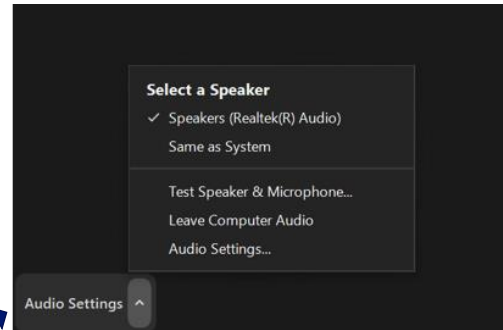 Select a Speaker
✓ Speakers (Realtek(R) Audio)
Same as System
Test Speaker & Microphone...
Leave Computer Audio
Audio Settings...
Audio Settings